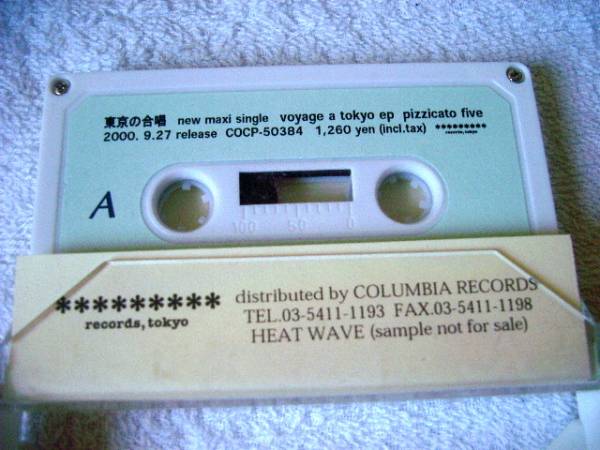 東京の合唱 new maxi single voyage a tokyo ep pizzicato five
2000. 9.27 release COCP-50384 1,260 yen (incl.tax) *********
records, tokyo
A
100 50 0
********* distributed by COLUMBIA RECORDS
records, tokyo TEL.03-5411-1193 FAX.03-5411-1198
HEAT WAVE (sample not for sale)